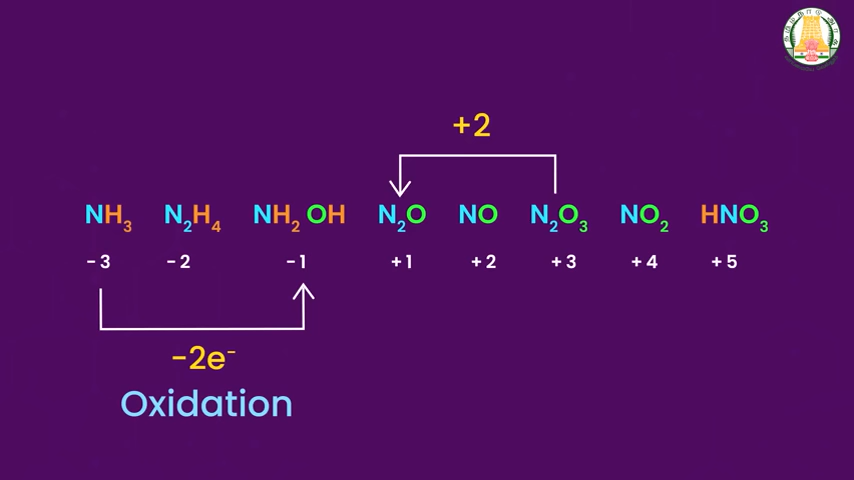 +2
NH₃ N₂H₄ NH₂ OH N₂O NO N₂O₃ NO₂ HNO₃
-3 -2 -1 +1 +2 +3 +4 +5
-2e⁻
Oxidation